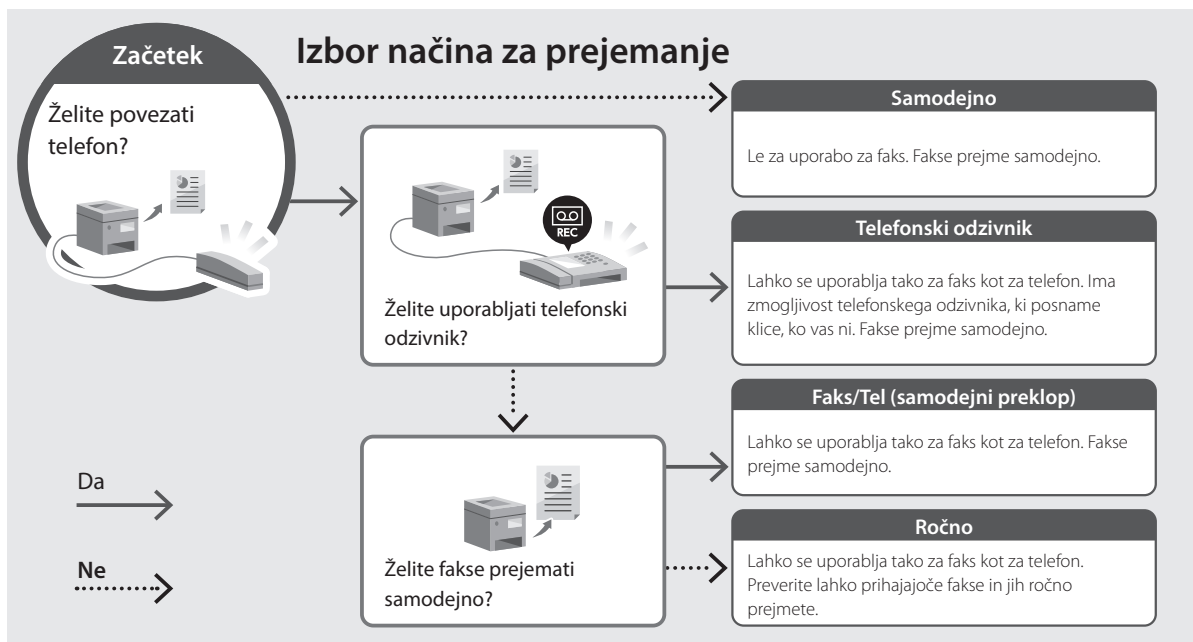 Izbor načina za prejemanje
Začetek
Želite povezati
telefon?
REC
Želite uporabljati telefonski
odzivnik?
Želite fakse prejemati
samodejno?
Samodejno
Le za uporabo za faks. Fakse prejme samodejno.
Telefonski odzivnik
Lahko se uporablja tako za faks kot za telefon. Ima
zmogljivost telefonskega odzivnika, ki posname
klice, ko vas ni. Fakse prejme samodejno.
Faks/Tel (samodejni preklop)
Lahko se uporablja tako za faks kot za telefon. Fakse
prejme samodejno.
Ročno
Lahko se uporablja tako za faks kot za telefon.
Preverite lahko prihajajoče fakse in jih ročno
prejmete.
Da
Ne